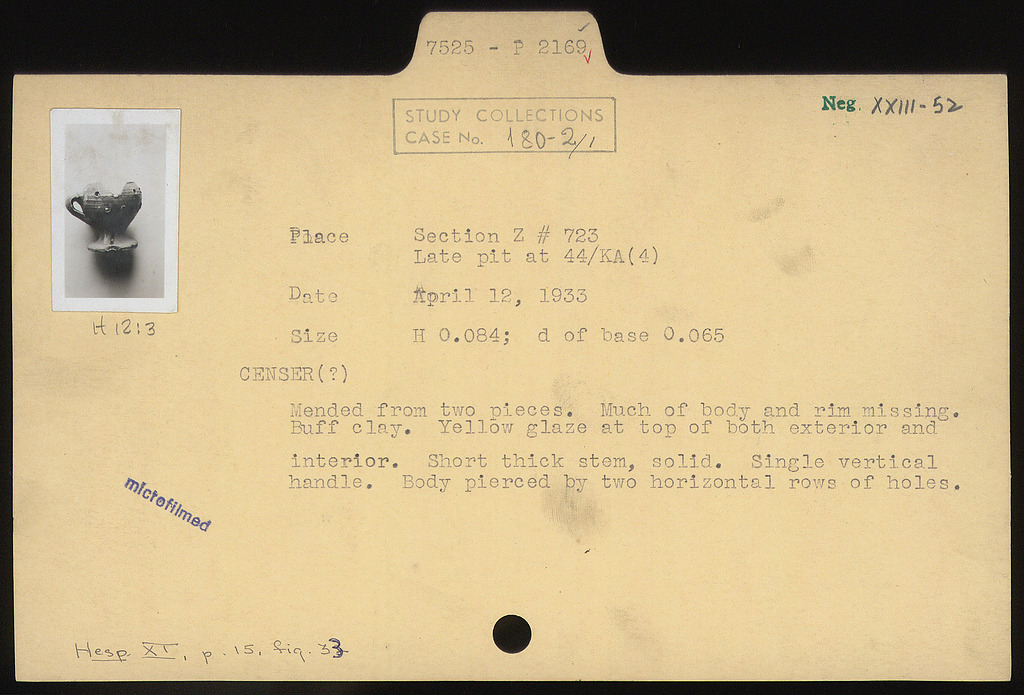 7525 - P 2169
STUDY COLLECTIONS
CASE No. 180-2/1
Neg. XXIII-52
H 12:3
Place Section Z # 723
Late pit at 44/KA(4)
Date April 12, 1933
Size H 0.084; d of base 0.065
CENSER(?)
Mended from two pieces. Much of body and rim missing.
Buff clay. Yellow glaze at top of both exterior and
interior. Short thick stem, solid. Single vertical
handle. Body pierced by two horizontal rows of holes.
microfilmed
Hesp. XI, p. 15, fig. 33